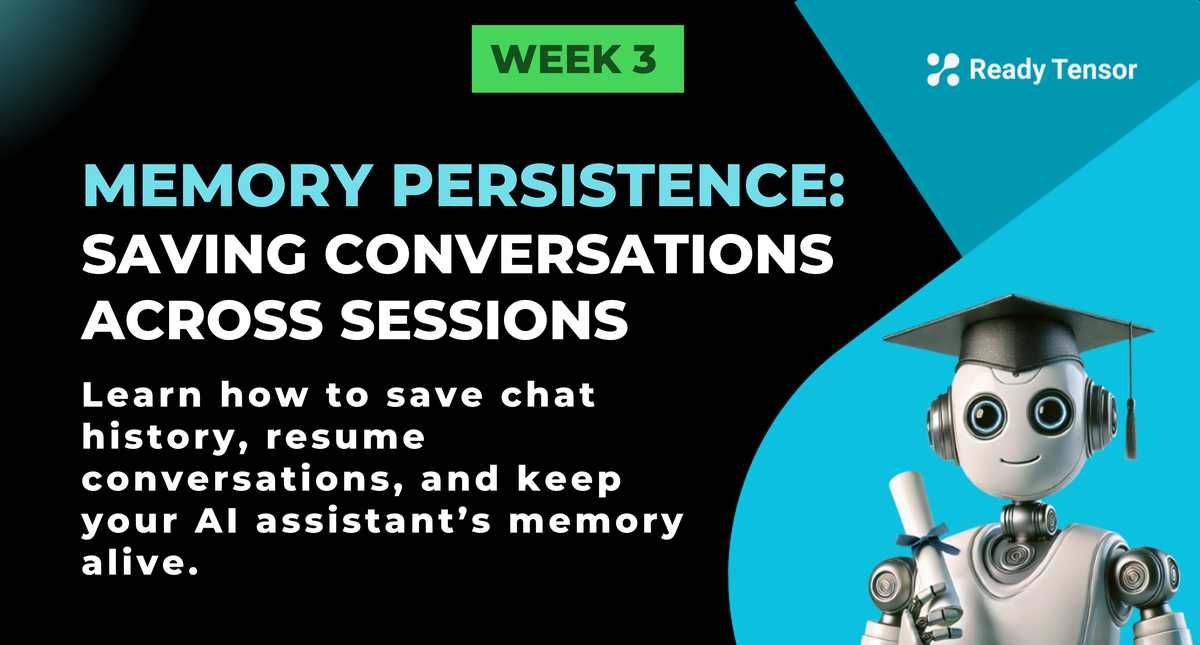 WEEK 3
Ready Tensor
MEMORY PERSISTENCE:
SAVING CONVERSATIONS
ACROSS SESSIONS
Learn how to save chat
history, resume
conversations, and keep
your AI assistant’s memory
alive.